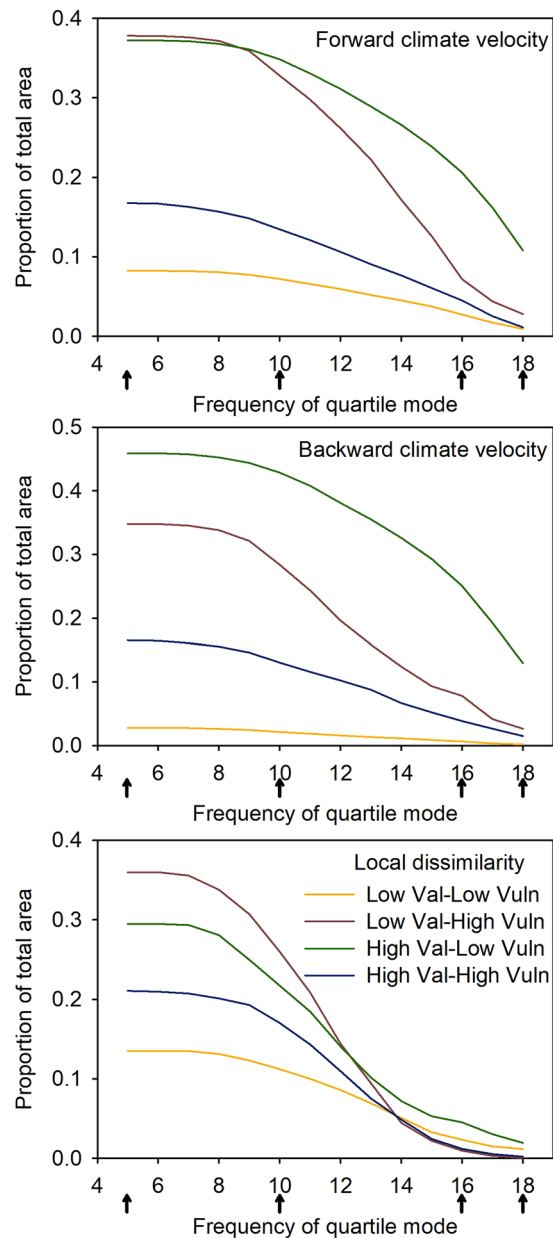 Forward climate velocity
Proportion of total area
0.4
0.3
0.2
0.1
0.0
4 6 8 10 12 14 16 18
Frequency of quartile mode
Backward climate velocity
Proportion of total area
0.5
0.4
0.3
0.2
0.1
0.0
4 6 8 10 12 14 16 18
Frequency of quartile mode
Local dissimilarity
Low Val-Low Vuln
Low Val-High Vuln
High Val-Low Vuln
High Val-High Vuln
Proportion of total area
0.4
0.3
0.2
0.1
0.0
4 6 8 10 12 14 16 18
Frequency of quartile mode